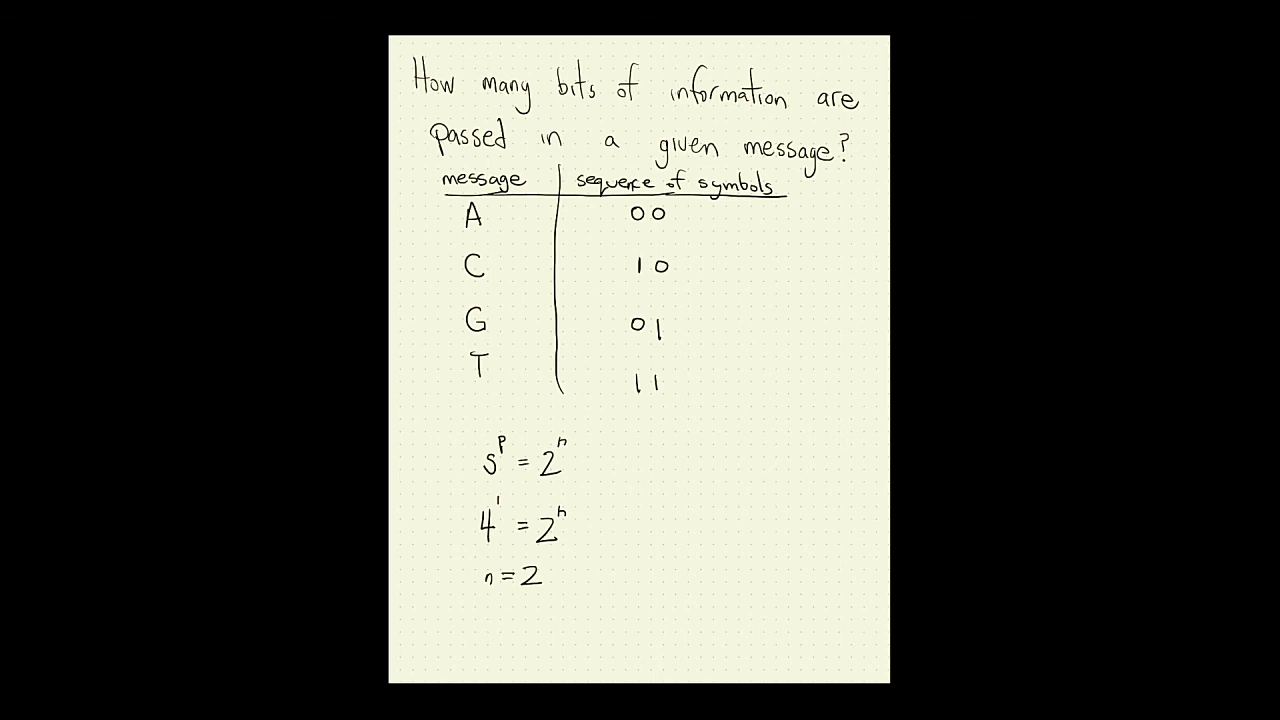 How many bits of information are
passed in a given message?
message | sequence of symbols
A 00
C 10
G 01
T 11
s^p = 2^n
4^1 = 2^n
n = 2